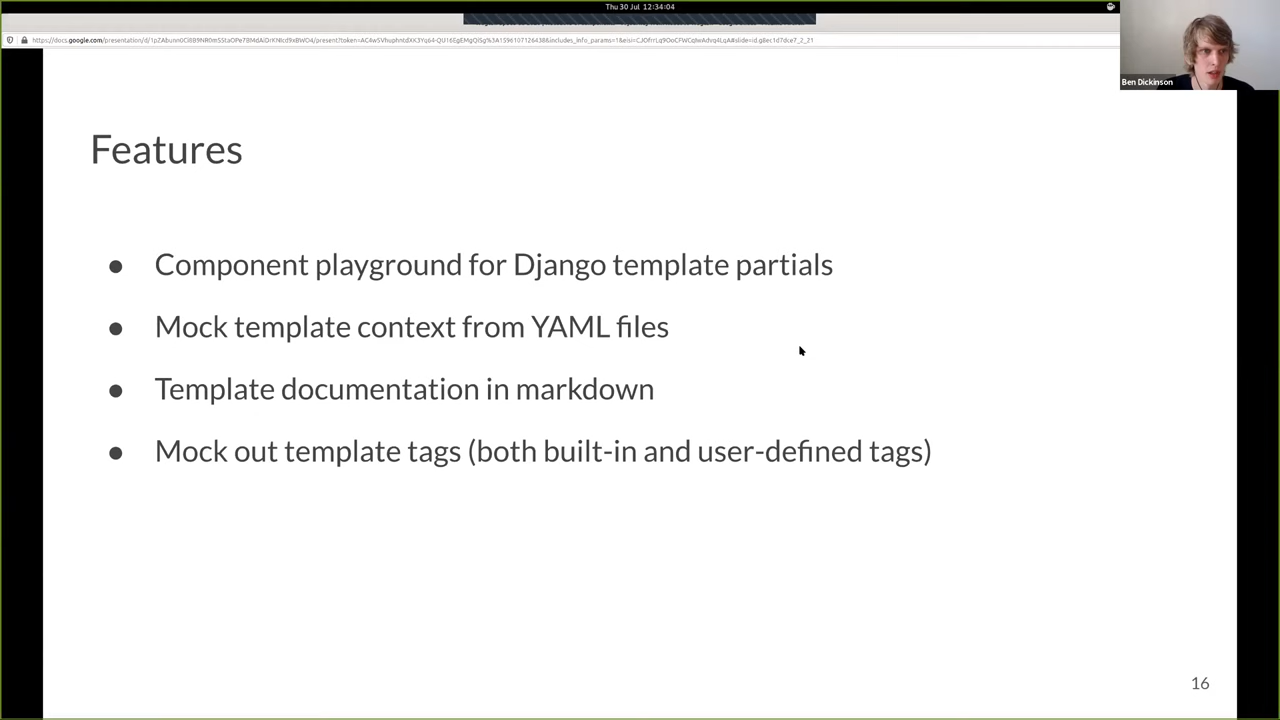 Thu 30 Jul 12:34:04
Ben Dickinson
Features
● Component playground for Django template partials
● Mock template context from YAML files
● Template documentation in markdown
● Mock out template tags (both built-in and user-defined tags)
16